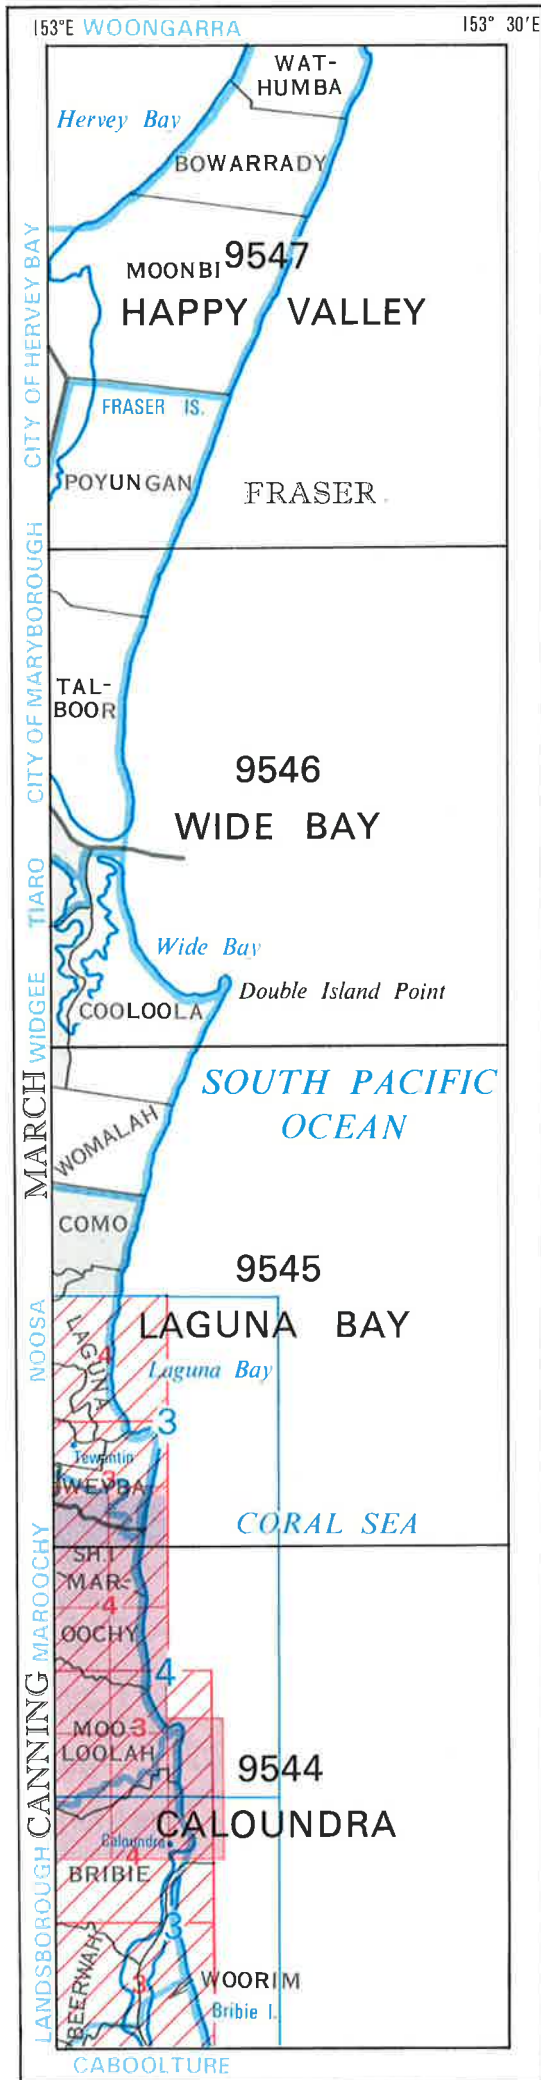 153°E WOONGARRA 153° 30'E
WAT-
HUMBA
Hervey Bay
BOWARRADY
CITY OF HERVEY BAY
MOONBI 9547
HAPPY VALLEY
FRASER IS.
POYUNGAN
FRASER
CITY OF MARYBOROUGH
TAL-
BOOR
9546
WIDE BAY
TIARO
Wide Bay
Double Island Point
WIDGEE
COOLOOLA
MARCH
SOUTH PACIFIC
OCEAN
WOMALAH
COMO
9545
LAGUNA BAY
NOOSA
LAGUNA
4
Laguna Bay
3
Tewantin
3
WEYBA
CORAL SEA
MAROOCHY
SH.1
MAR-
4
OOCHY
4
CANNING
3
MOO-
LOOLAH
9544
CALOUNDRA
Caloundra
4
LANDSBOROUGH
BRIBIE
3
BEERWAH
3
WOORIM
Bribie I.
CABOOLTURE